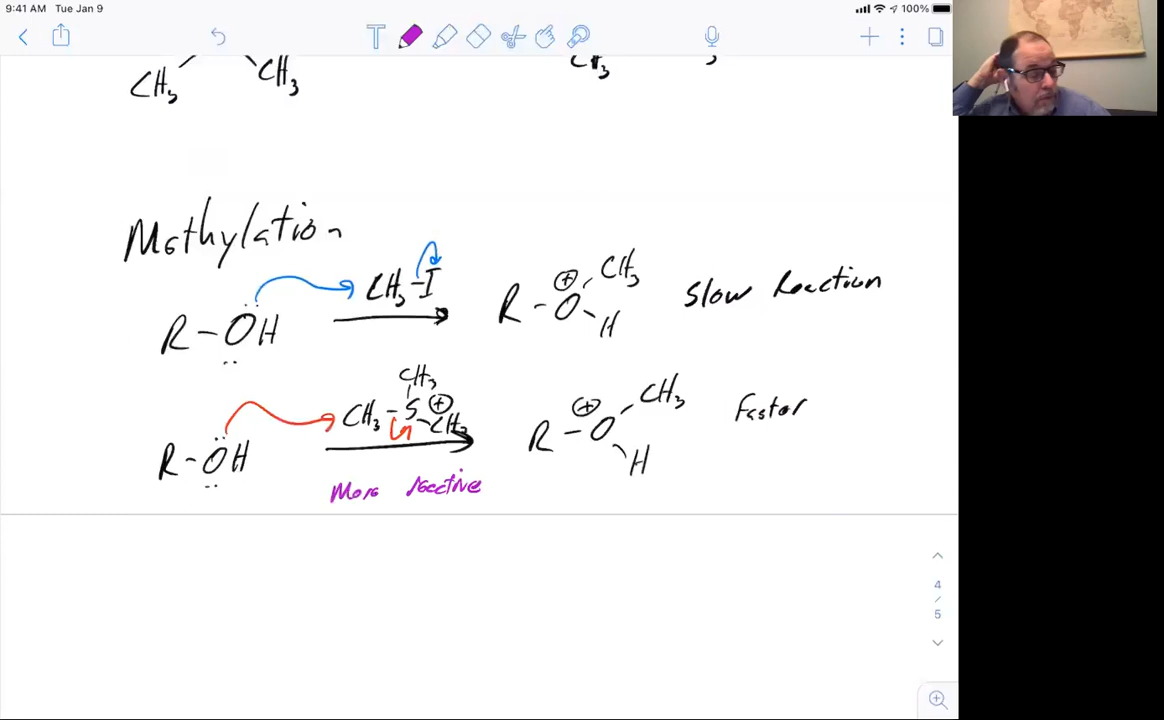 9:41 AM Tue Jan 9
100%
CH3 CH3 CH3
Methylation
CH3-I
R-OH
R-O-CH3
H
+
Slow Reaction
CH3
CH3-S-CH3
+
R-OH
R-O-CH3
H
+
Faster
More reactive
4
/
5